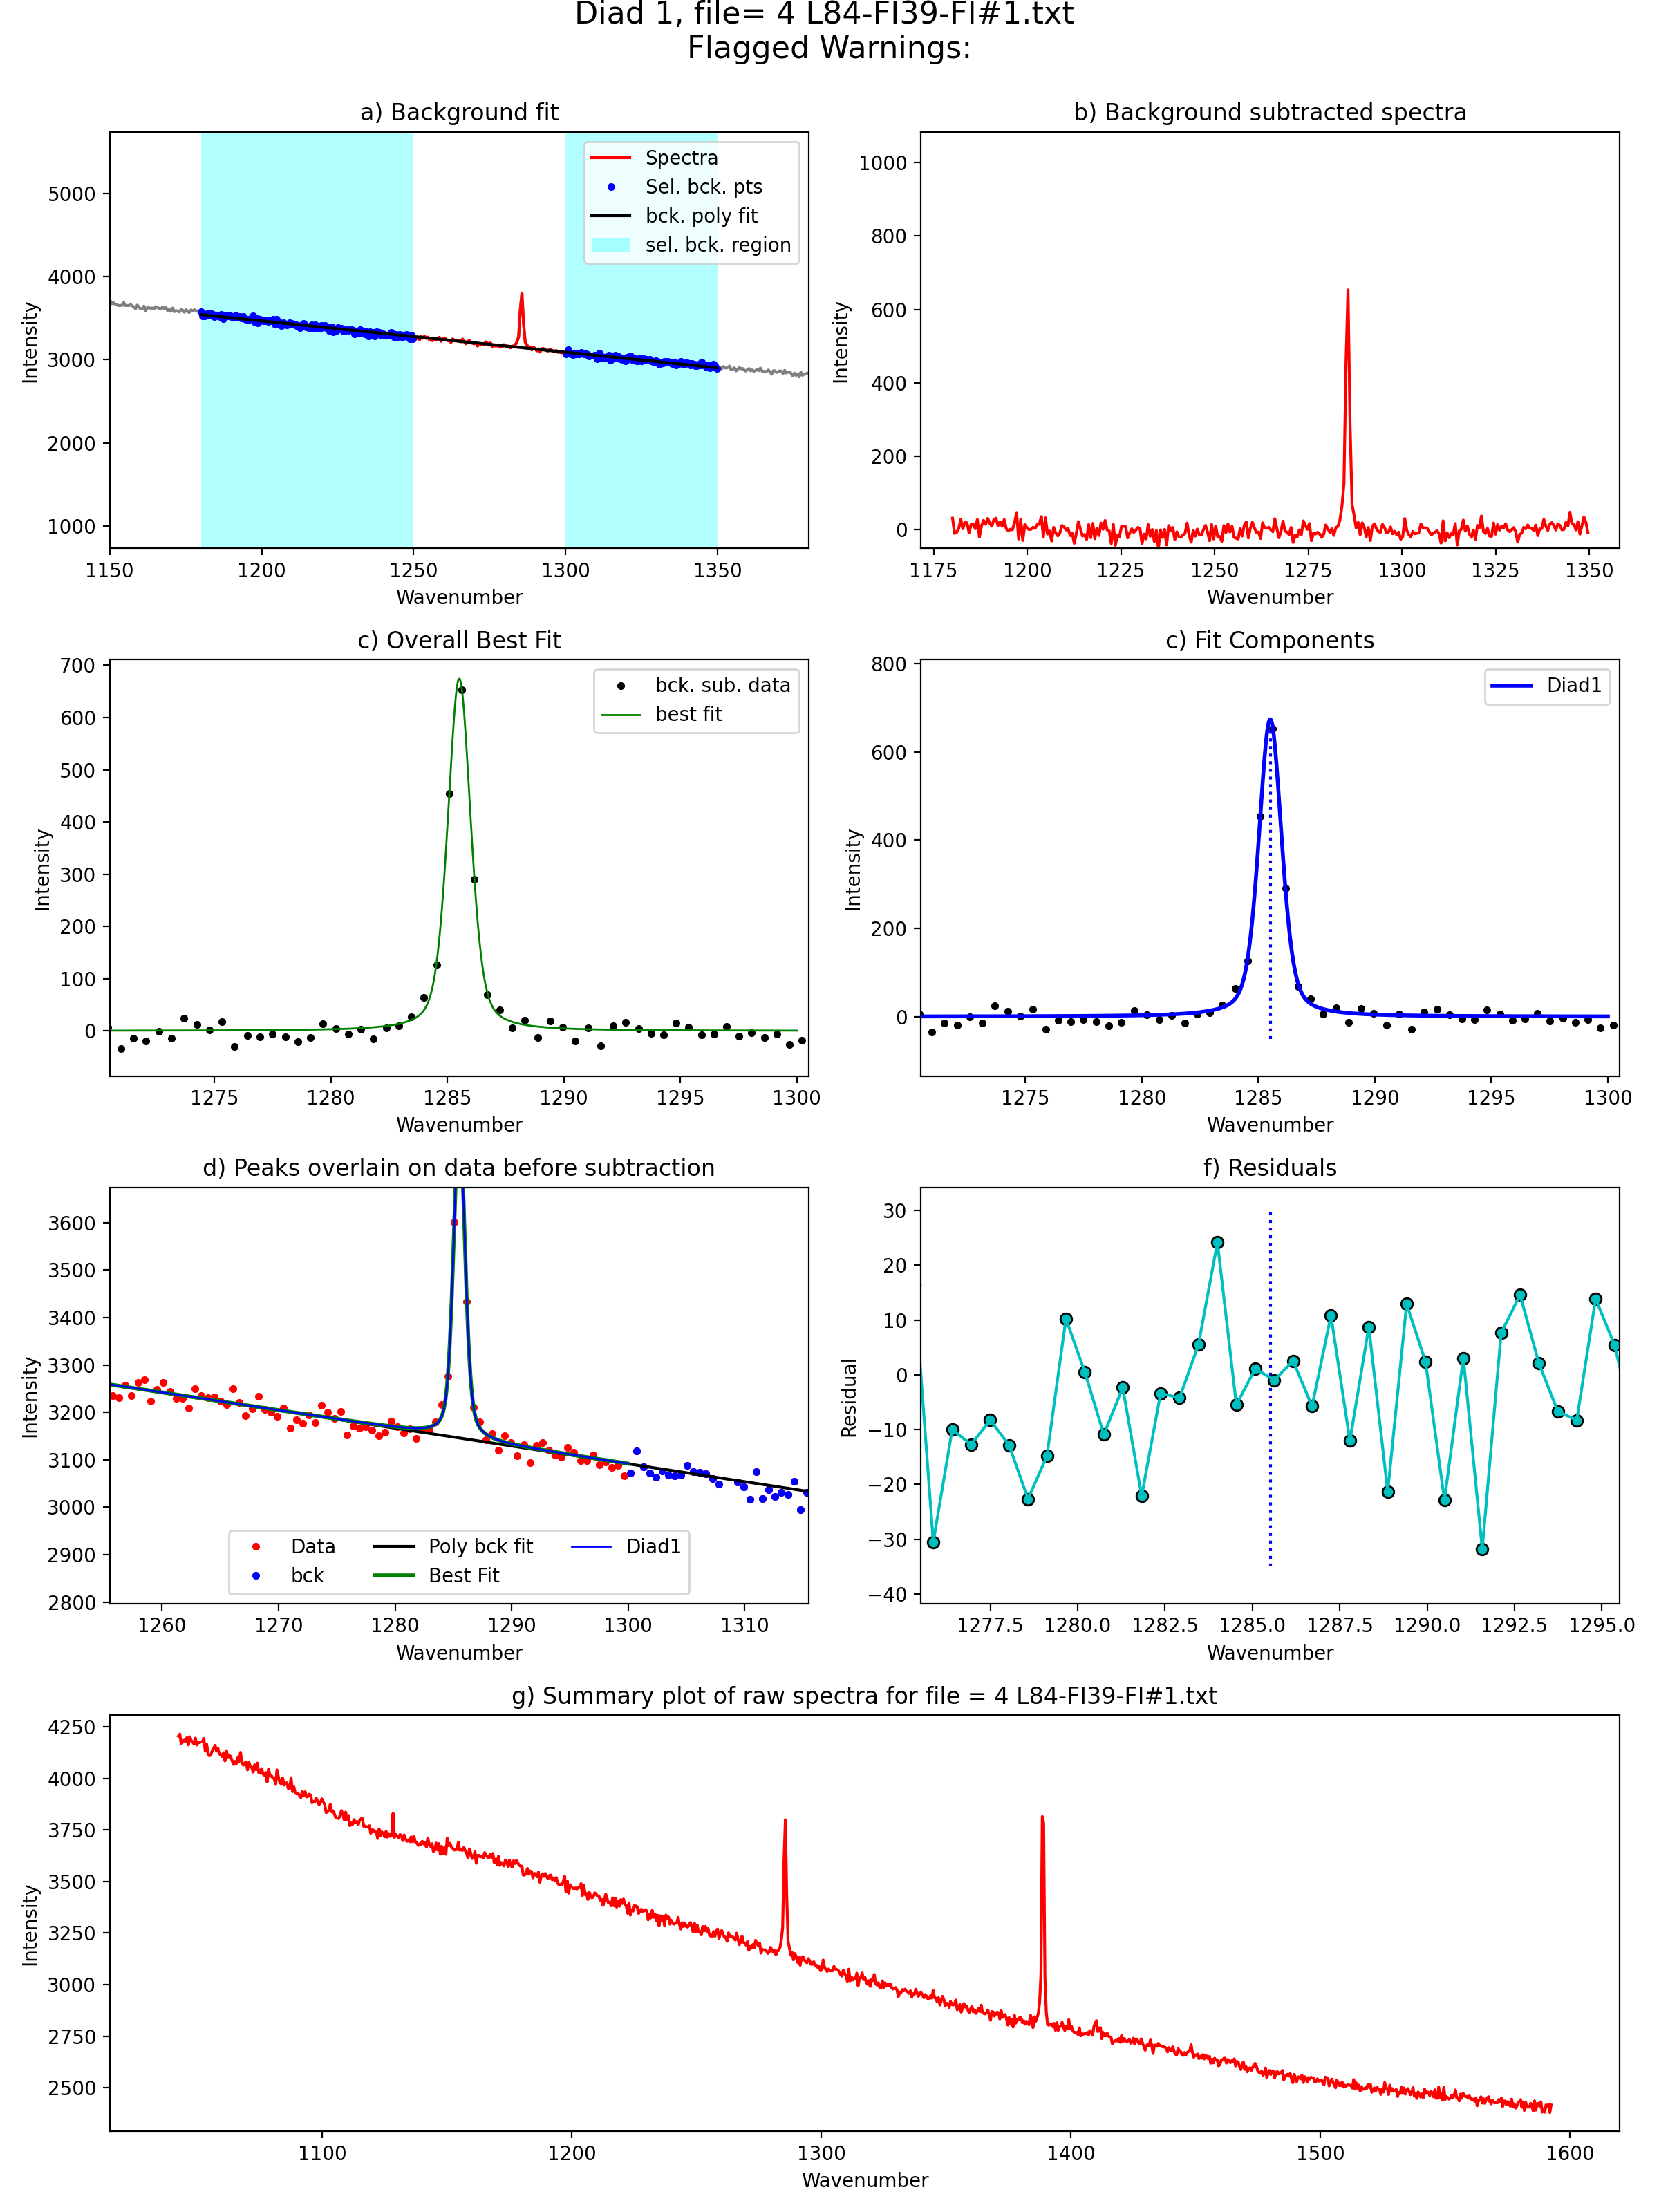 Diad 1, file= 4 L84-FI39-FI#1.txt
Flagged Warnings:
a) Background fit
Intensity
5000
4000
3000
2000
1000
Spectra
Sel. bck. pts
bck. poly fit
sel. bck. region
1150 1200 1250 1300 1350
Wavenumber
b) Background subtracted spectra
Intensity
1000
800
600
400
200
0
1175 1200 1225 1250 1275 1300 1325 1350
Wavenumber
c) Overall Best Fit
Intensity
700
600
500
400
300
200
100
0
bck. sub. data
best fit
1275 1280 1285 1290 1295 1300
Wavenumber
c) Fit Components
Intensity
800
600
400
200
0
Diad1
1275 1280 1285 1290 1295 1300
Wavenumber
d) Peaks overlain on data before subtraction
Intensity
3600
3500
3400
3300
3200
3100
3000
2900
2800
Data Poly bck fit Diad1
bck Best Fit
1260 1270 1280 1290 1300 1310
Wavenumber
f) Residuals
Residual
30
20
10
0
−10
−20
−30
−40
1277.5 1280.0 1282.5 1285.0 1287.5 1290.0 1292.5 1295.0
Wavenumber
g) Summary plot of raw spectra for file = 4 L84-FI39-FI#1.txt
Intensity
4250
4000
3750
3500
3250
3000
2750
2500
1100 1200 1300 1400 1500 1600
Wavenumber